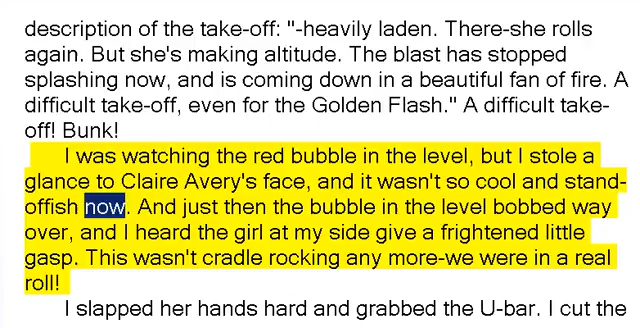 description of the take-off: "-heavily laden. There-she rolls
again. But she's making altitude. The blast has stopped
splashing now, and is coming down in a beautiful fan of fire. A
difficult take-off, even for the Golden Flash." A difficult take-
off! Bunk!
I was watching the red bubble in the level, but I stole a
glance to Claire Avery's face, and it wasn't so cool and stand-
offish now. And just then the bubble in the level bobbed way
over, and I heard the girl at my side give a frightened little
gasp. This wasn't cradle rocking any more-we were in a real
roll!
I slapped her hands hard and grabbed the U-bar. I cut the